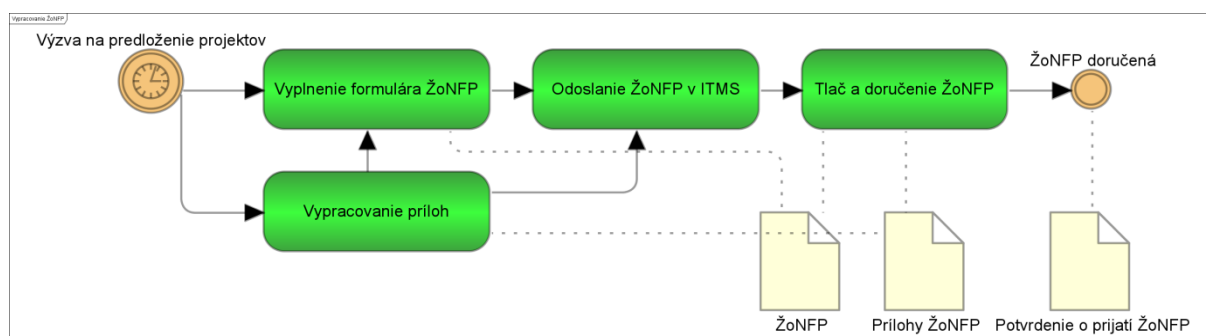 Vypracovanie ŽoNFP
Výzva na predloženie projektov
Vyplnenie formulára ŽoNFP
Odoslanie ŽoNFP v ITMS
Tlač a doručenie ŽoNFP
ŽoNFP doručená
Vypracovanie príloh
ŽoNFP
Prílohy ŽoNFP
Potvrdenie o prijatí ŽoNFP